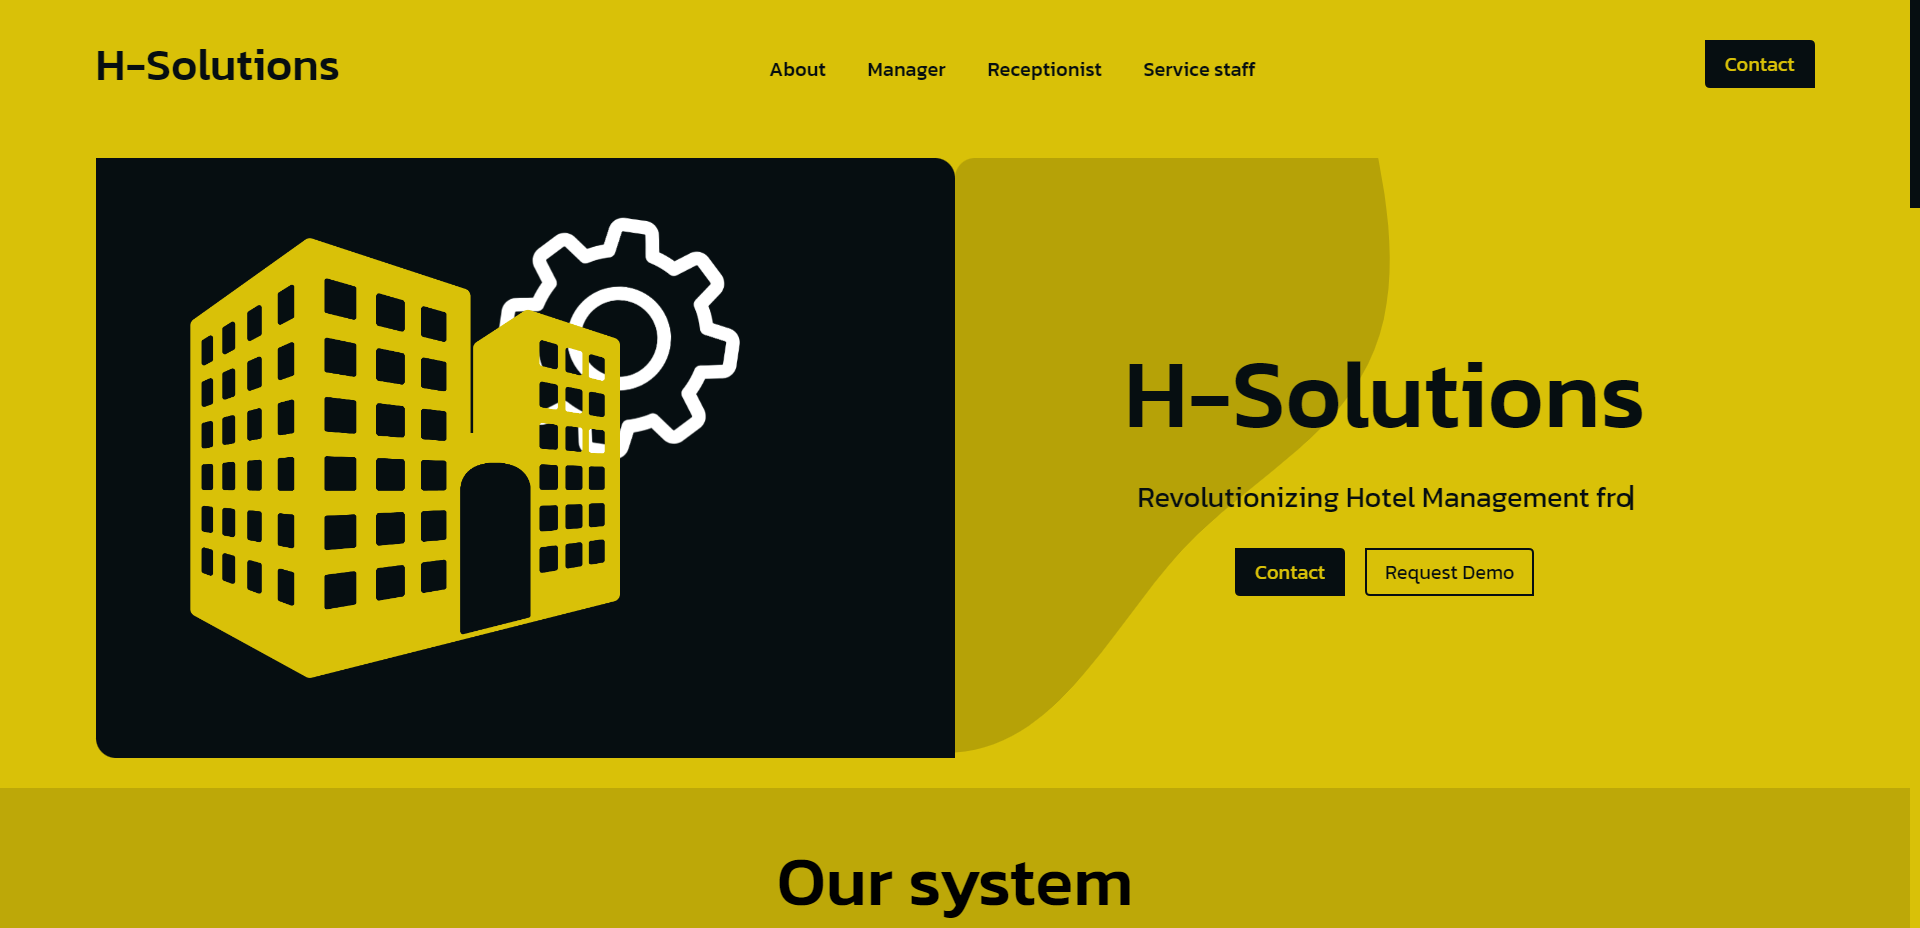 H-Solutions
About Manager Receptionist Service staff
Contact
H-Solutions
Revolutionizing Hotel Management fro
Contact Request Demo
Our system